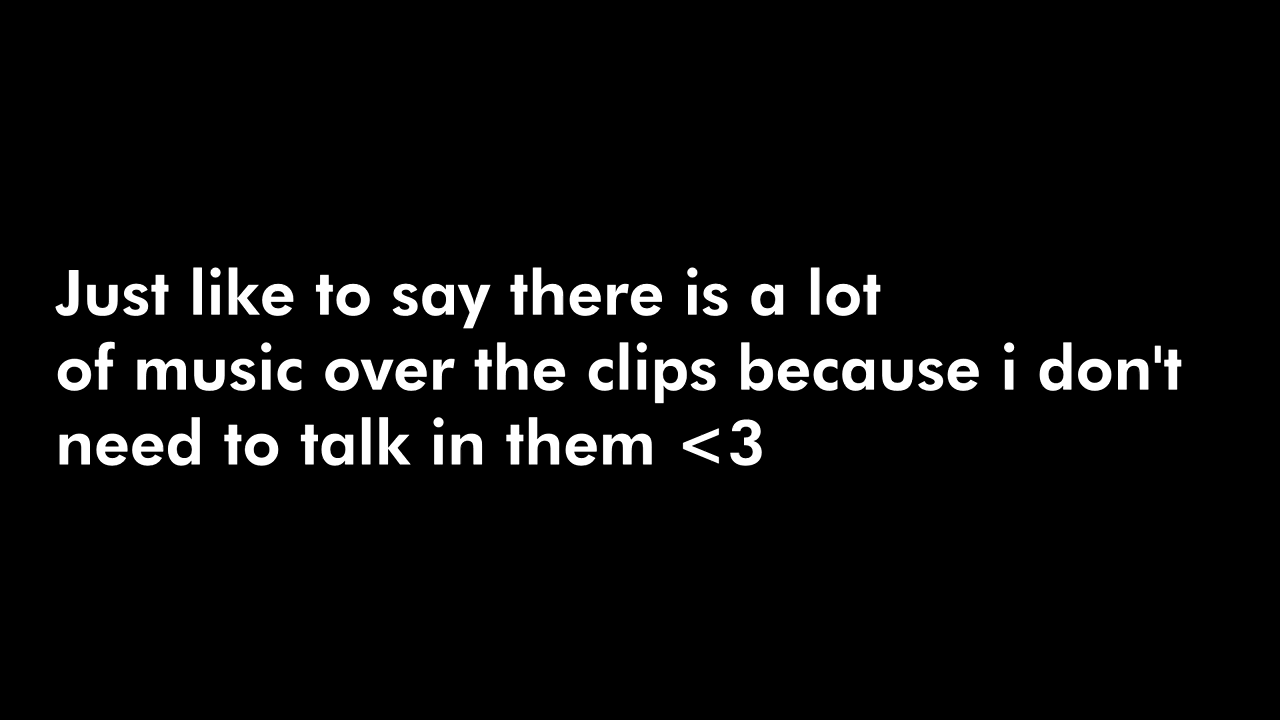 Just like to say there is a lot
of music over the clips because i don't
need to talk in them <3